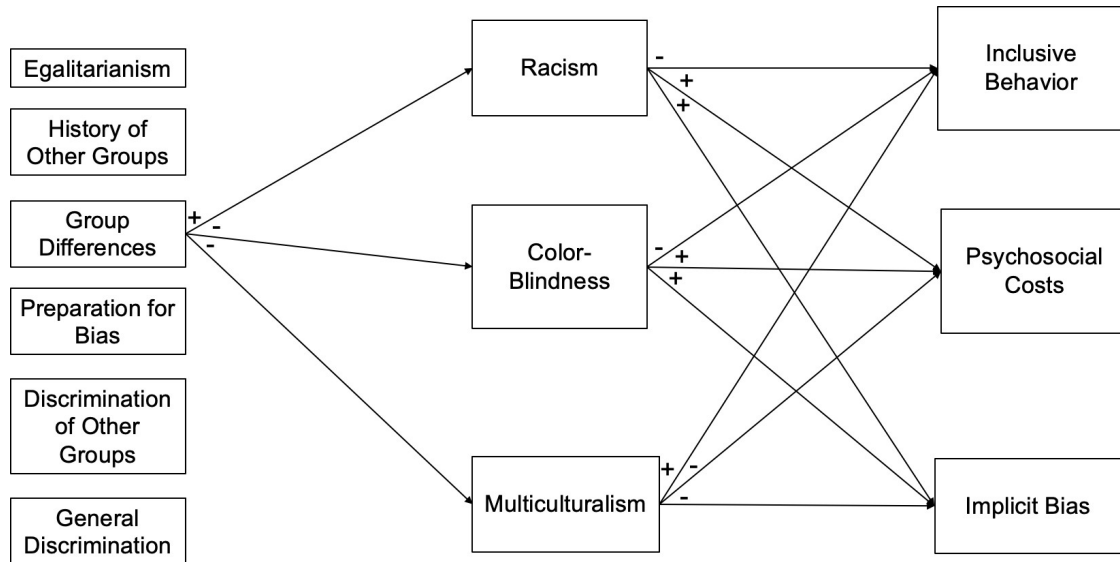 Egalitarianism
History of
Other Groups
Group
Differences
Preparation for
Bias
Discrimination
of Other
Groups
General
Discrimination
+
-
-
Racism
-
+
+
Color-
Blindness
-
+
+
Multiculturalism
+
-
-
Inclusive
Behavior
Psychosocial
Costs
Implicit Bias